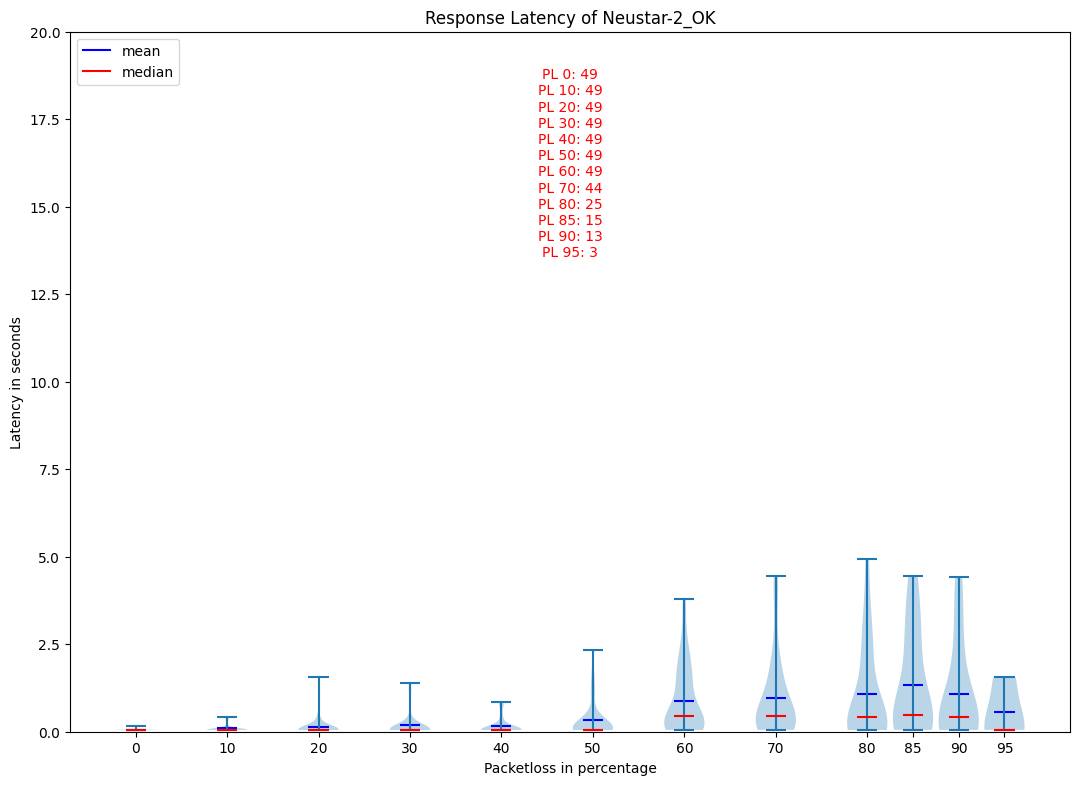 Response Latency of Neustar-2_OK
mean
median
PL 0: 49
PL 10: 49
PL 20: 49
PL 30: 49
PL 40: 49
PL 50: 49
PL 60: 49
PL 70: 44
PL 80: 25
PL 85: 15
PL 90: 13
PL 95: 3
20.0
17.5
15.0
12.5
10.0
7.5
5.0
2.5
0.0
Latency in seconds
0 10 20 30 40 50 60 70 80 85 90 95
Packetloss in percentage